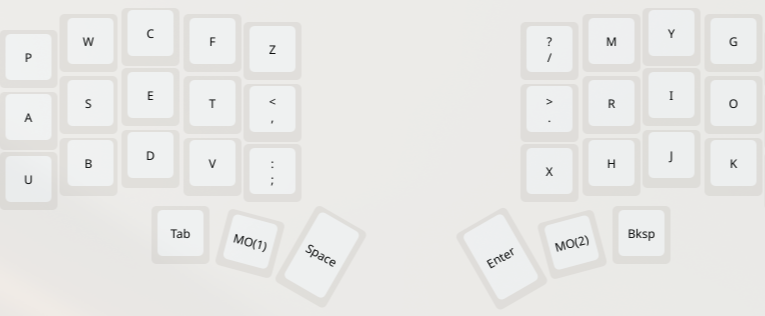 P W C F Z ? M Y G
/
A S E T < > R I O
, .
U B D V : X H J K
;
Tab MO(1) Space Enter MO(2) Bksp